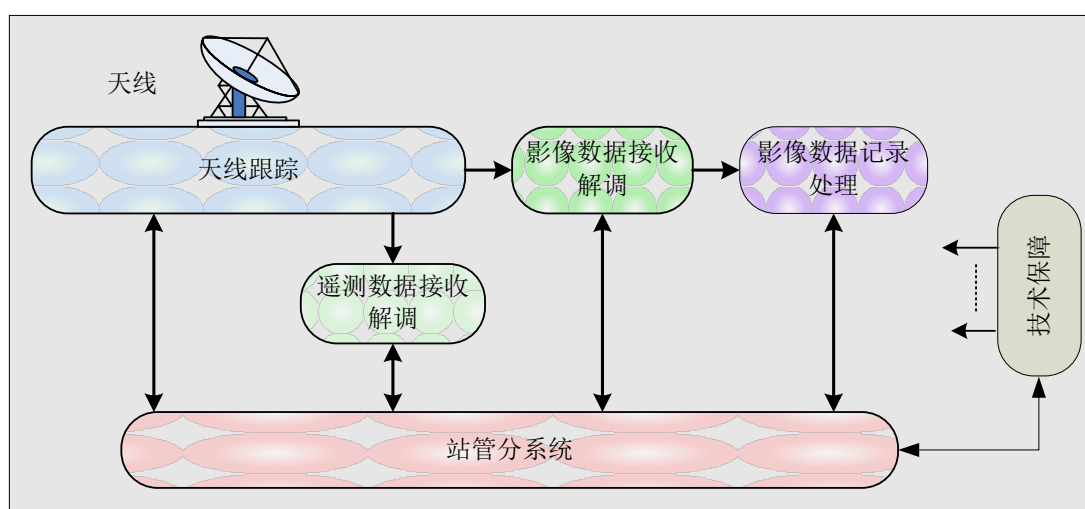 天线
天线跟踪
影像数据接收
解调
影像数据记录
处理
遥测数据接收
解调
技术保障
站管分系统